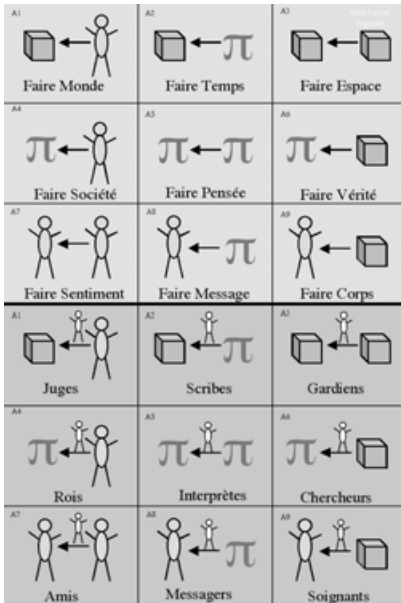 A1
A2
A3
Faire Monde
Faire Temps
Faire Espace
A4
A5
A6
Faire Société
Faire Pensée
Faire Vérité
A7
A8
A9
Faire Sentiment
Faire Message
Faire Corps
A1
A2
A3
Juges
Scribes
Gardiens
A4
A5
A6
Rois
Interprètes
Chercheurs
A7
A8
A9
Amis
Messagers
Soignants